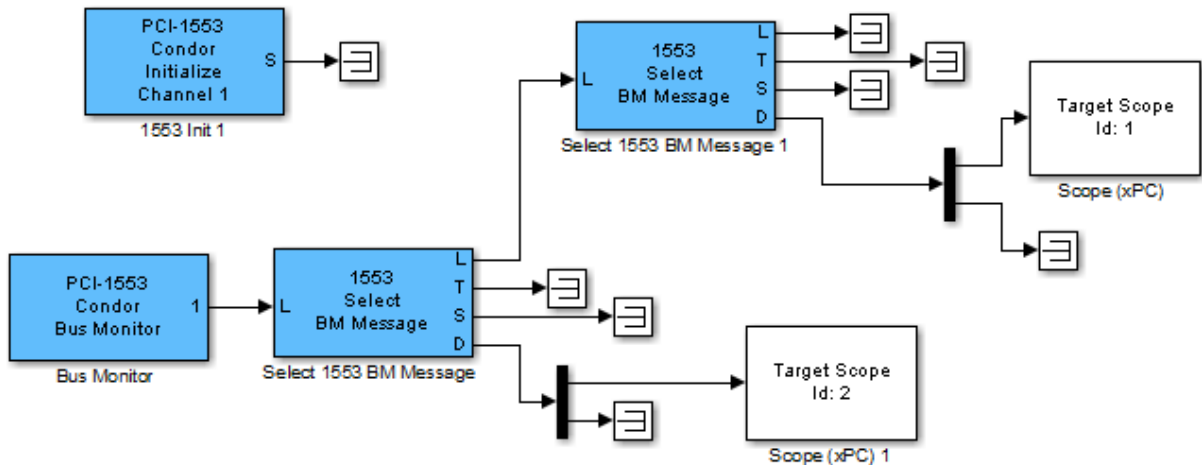 PCI-1553
Condor
Initialize
Channel 1
S
1553 Init 1
L
1553
Select
BM Message
L
T
S
D
Select 1553 BM Message 1
Target Scope
Id: 1
Scope (xPC)
PCI-1553
Condor
Bus Monitor
1
Bus Monitor
L
1553
Select
BM Message
L
T
S
D
Select 1553 BM Message
Target Scope
Id: 2
Scope (xPC) 1